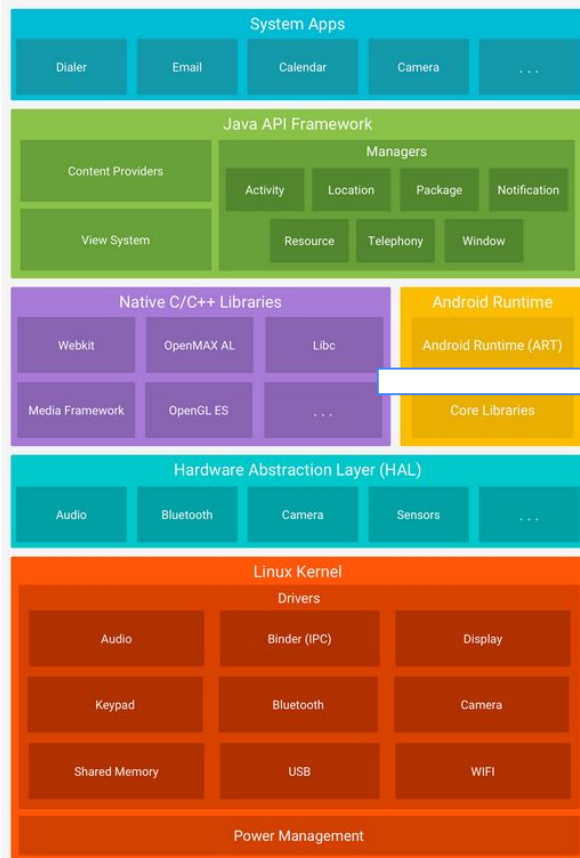 System Apps
Dialer Email Calendar Camera . . .
Java API Framework
Content Providers
View System
Managers
Activity Location Package Notification
Resource Telephony Window
Native C/C++ Libraries
Webkit OpenMAX AL Libc
Media Framework OpenGL ES . . .
Android Runtime
Android Runtime (ART)
Core Libraries
Hardware Abstraction Layer (HAL)
Audio Bluetooth Camera Sensors . . .
Linux Kernel
Drivers
Audio Binder (IPC) Display
Keypad Bluetooth Camera
Shared Memory USB WIFI
Power Management